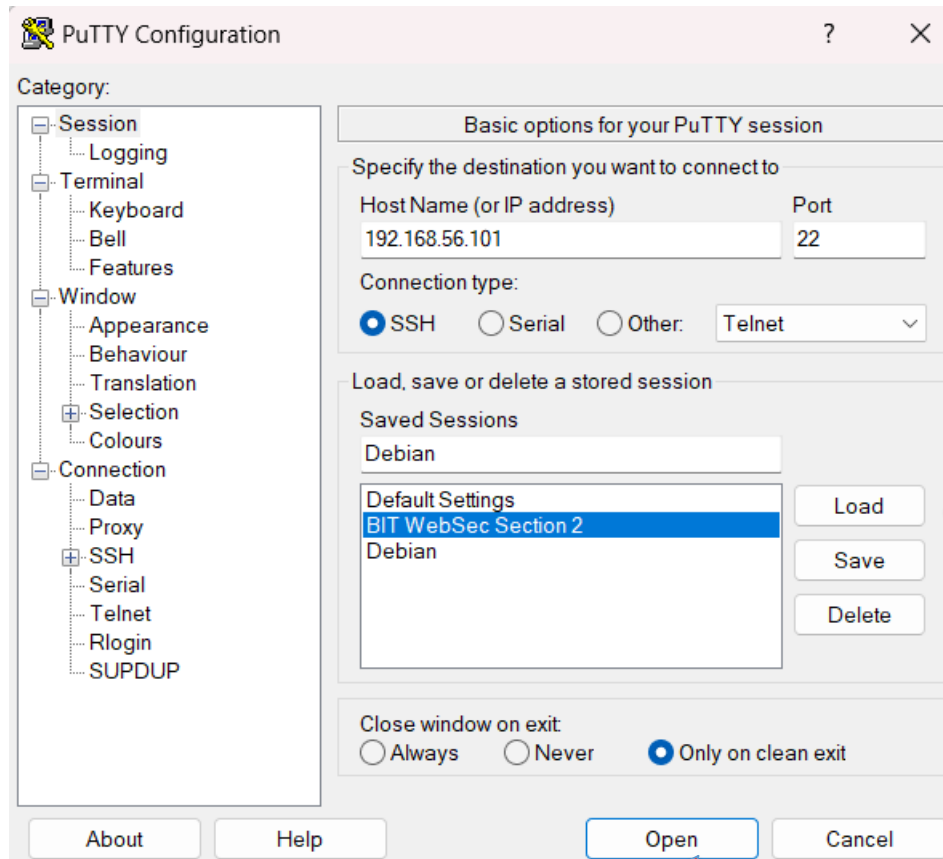 PuTTY Configuration
?
Category:
Session
Logging
Terminal
Keyboard
Bell
Features
Window
Appearance
Behaviour
Translation
Selection
Colours
Connection
Data
Proxy
SSH
Serial
Telnet
Rlogin
SUPDUP
Basic options for your PuTTY session
Specify the destination you want to connect to
Host Name (or IP address) Port
192.168.56.101 22
Connection type:
SSH Serial Other: Telnet
Load, save or delete a stored session
Saved Sessions
Debian
Default Settings
BIT WebSec Section 2
Debian
Load
Save
Delete
Close window on exit:
Always Never Only on clean exit
About Help Open Cancel